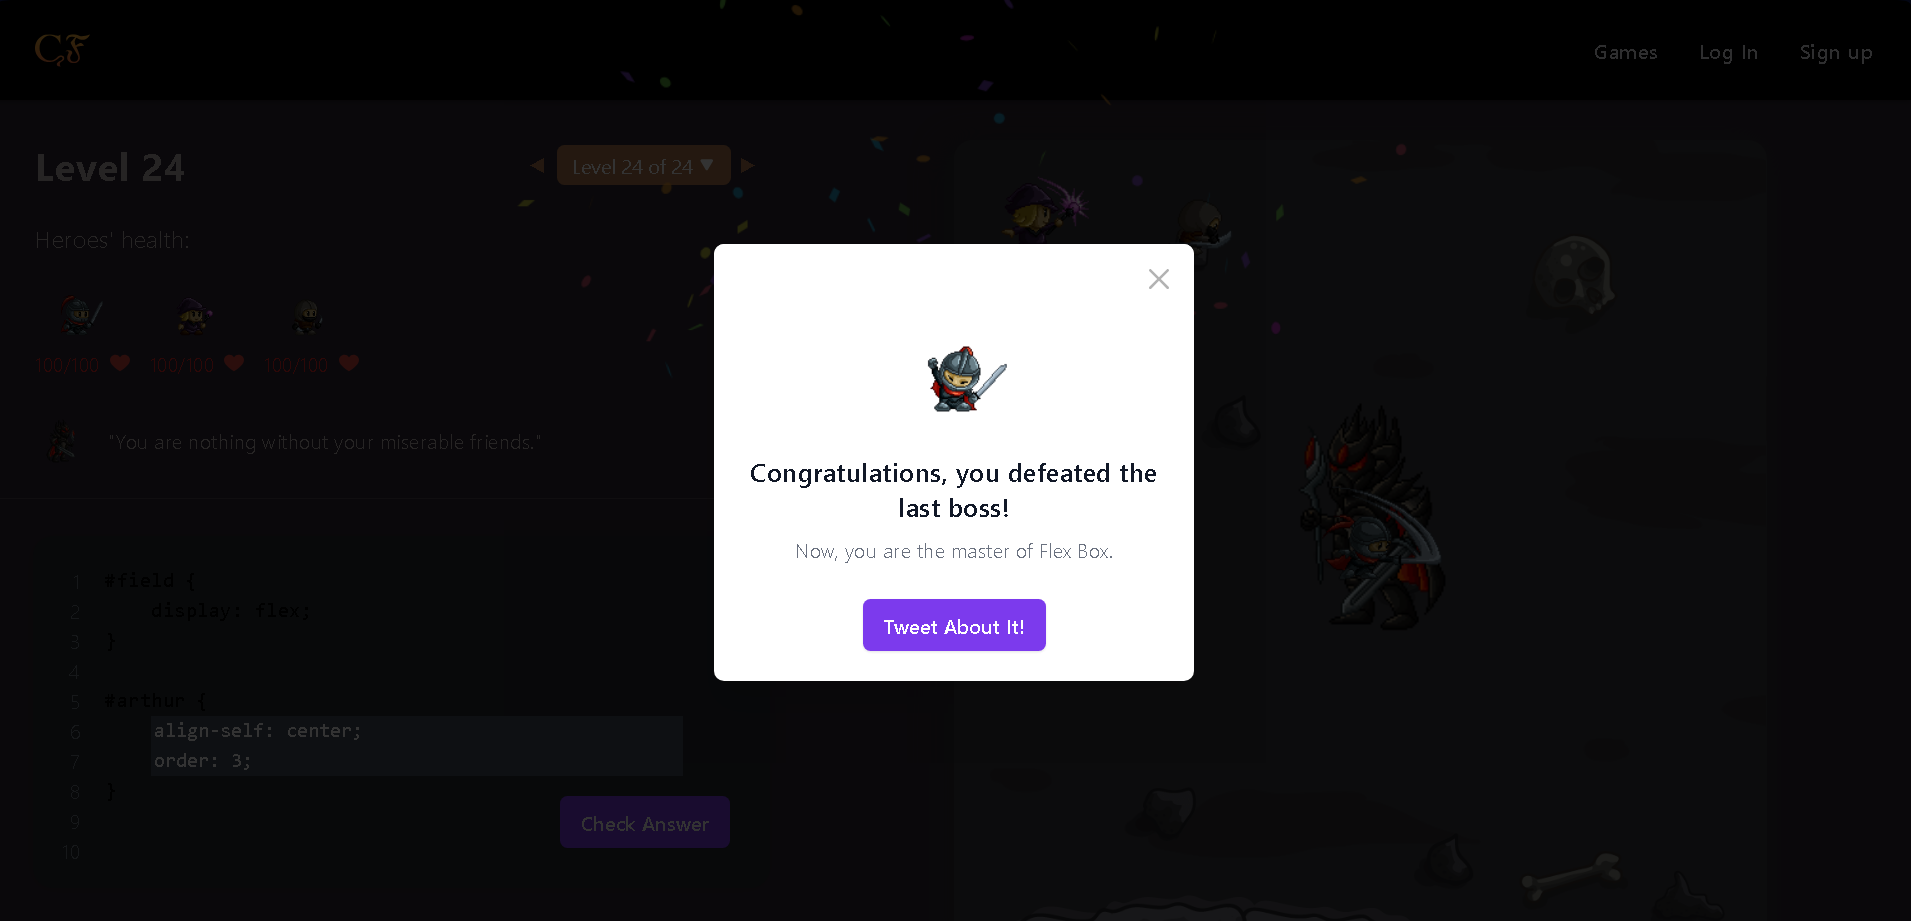 CF
Games
Log In
Sign up
Level 24
Level 24 of 24 ▼
Heroes' health:
100/100 100/100 100/100
"You are nothing without your miserable friends."
Congratulations, you defeated the
last boss!
Now, you are the master of Flex Box.
Tweet About It!
1 #field {
2 display: flex;
3 }
4
5 #arthur {
6 align-self: center;
7 order: 3;
8 }
9
10
Check Answer